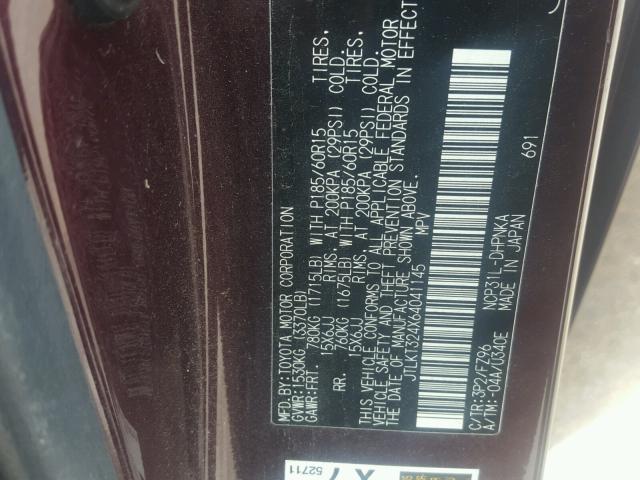 MFD.BY:TOYOTA MOTOR CORPORATION
GVWR:1530KG (3370LB)
GAWR:FRT. 780KG (1715LB) WITH P185/60R15 TIRES,
15X6JJ RIMS, AT 200KPA (29PSI) COLD.
RR. 760KG (1675LB) WITH P185/60R15 TIRES,
15X6JJ RIMS, AT 200KPA (29PSI) COLD.
THIS VEHICLE CONFORMS TO ALL APPLICABLE FEDERAL MOTOR
VEHICLE SAFETY AND THEFT PREVENTION STANDARDS IN EFFECT
ON THE DATE OF MANUFACTURE SHOWN ABOVE.
JTLKT324X64041145 MPV
C/TR:3P2/FZ96 NCP31L-DHPNKA
A/TM:-04A/U340E MADE IN JAPAN
691
52711